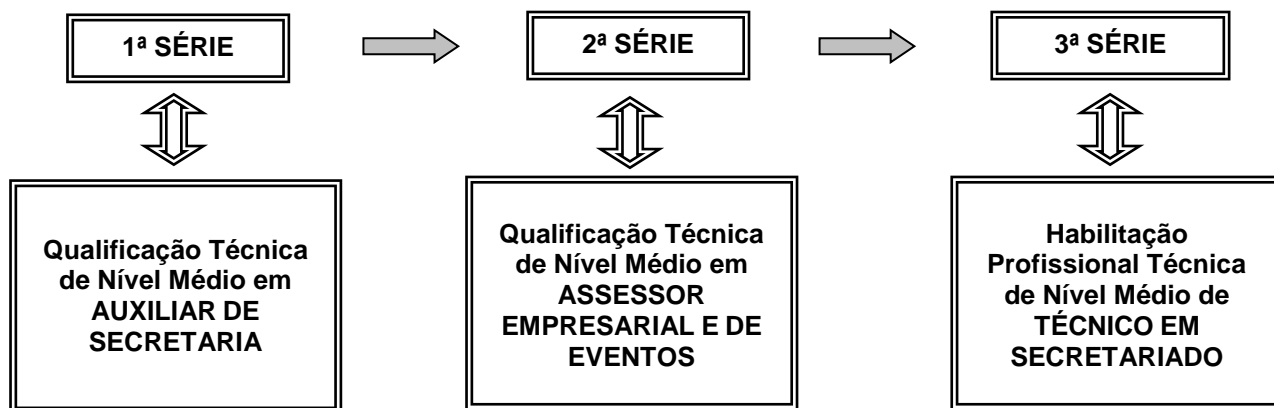 1ª SÉRIE
2ª SÉRIE
3ª SÉRIE
Qualificação Técnica
de Nível Médio em
AUXILIAR DE
SECRETARIA
Qualificação Técnica
de Nível Médio em
ASSESSOR
EMPRESARIAL E DE
EVENTOS
Habilitação
Profissional Técnica
de Nível Médio de
TÉCNICO EM
SECRETARIADO